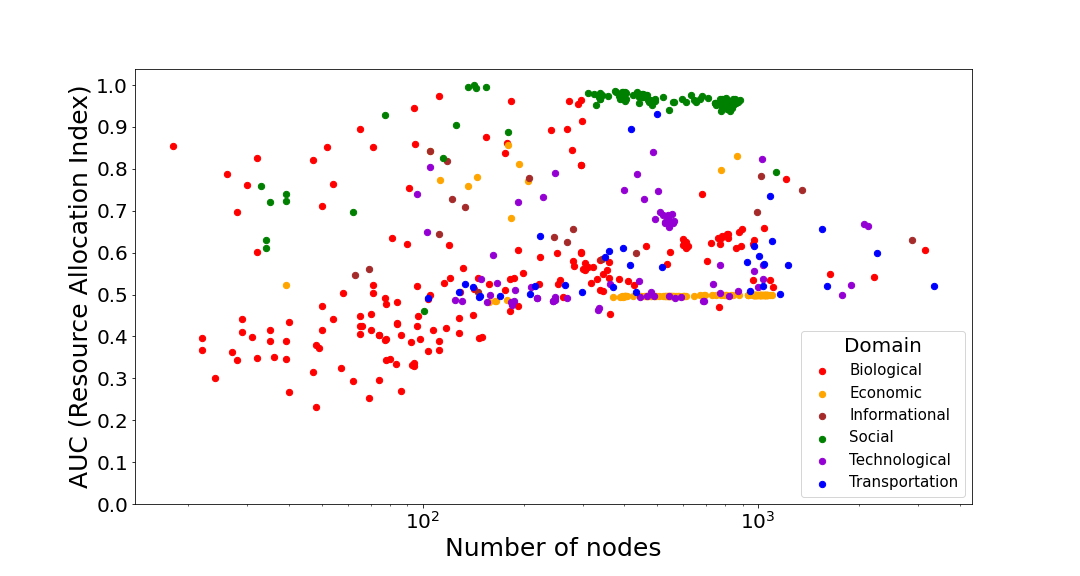 AUC (Resource Allocation Index)
1.0
0.9
0.8
0.7
0.6
0.5
0.4
0.3
0.2
0.1
0.0
10²
10³
Number of nodes
Domain
Biological
Economic
Informational
Social
Technological
Transportation